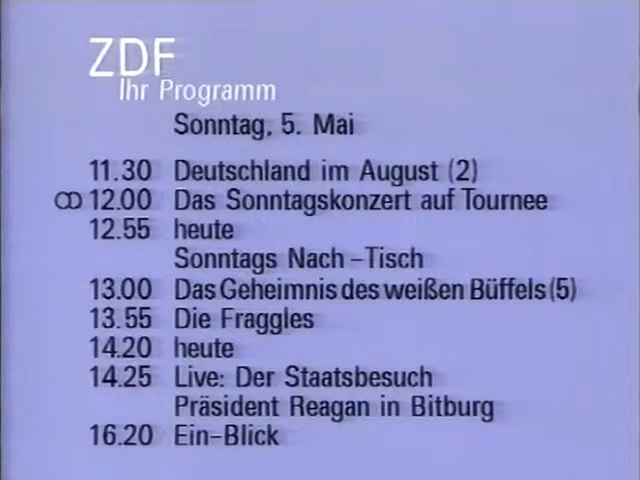 ZDF
Ihr Programm
Sonntag, 5. Mai
11.30 Deutschland im August (2)
12.00 Das Sonntagskonzert auf Tournee
12.55 heute
Sonntags Nach-Tisch
13.00 Das Geheimnis des weißen Büffels (5)
13.55 Die Fraggles
14.20 heute
14.25 Live: Der Staatsbesuch
Präsident Reagan in Bitburg
16.20 Ein-Blick